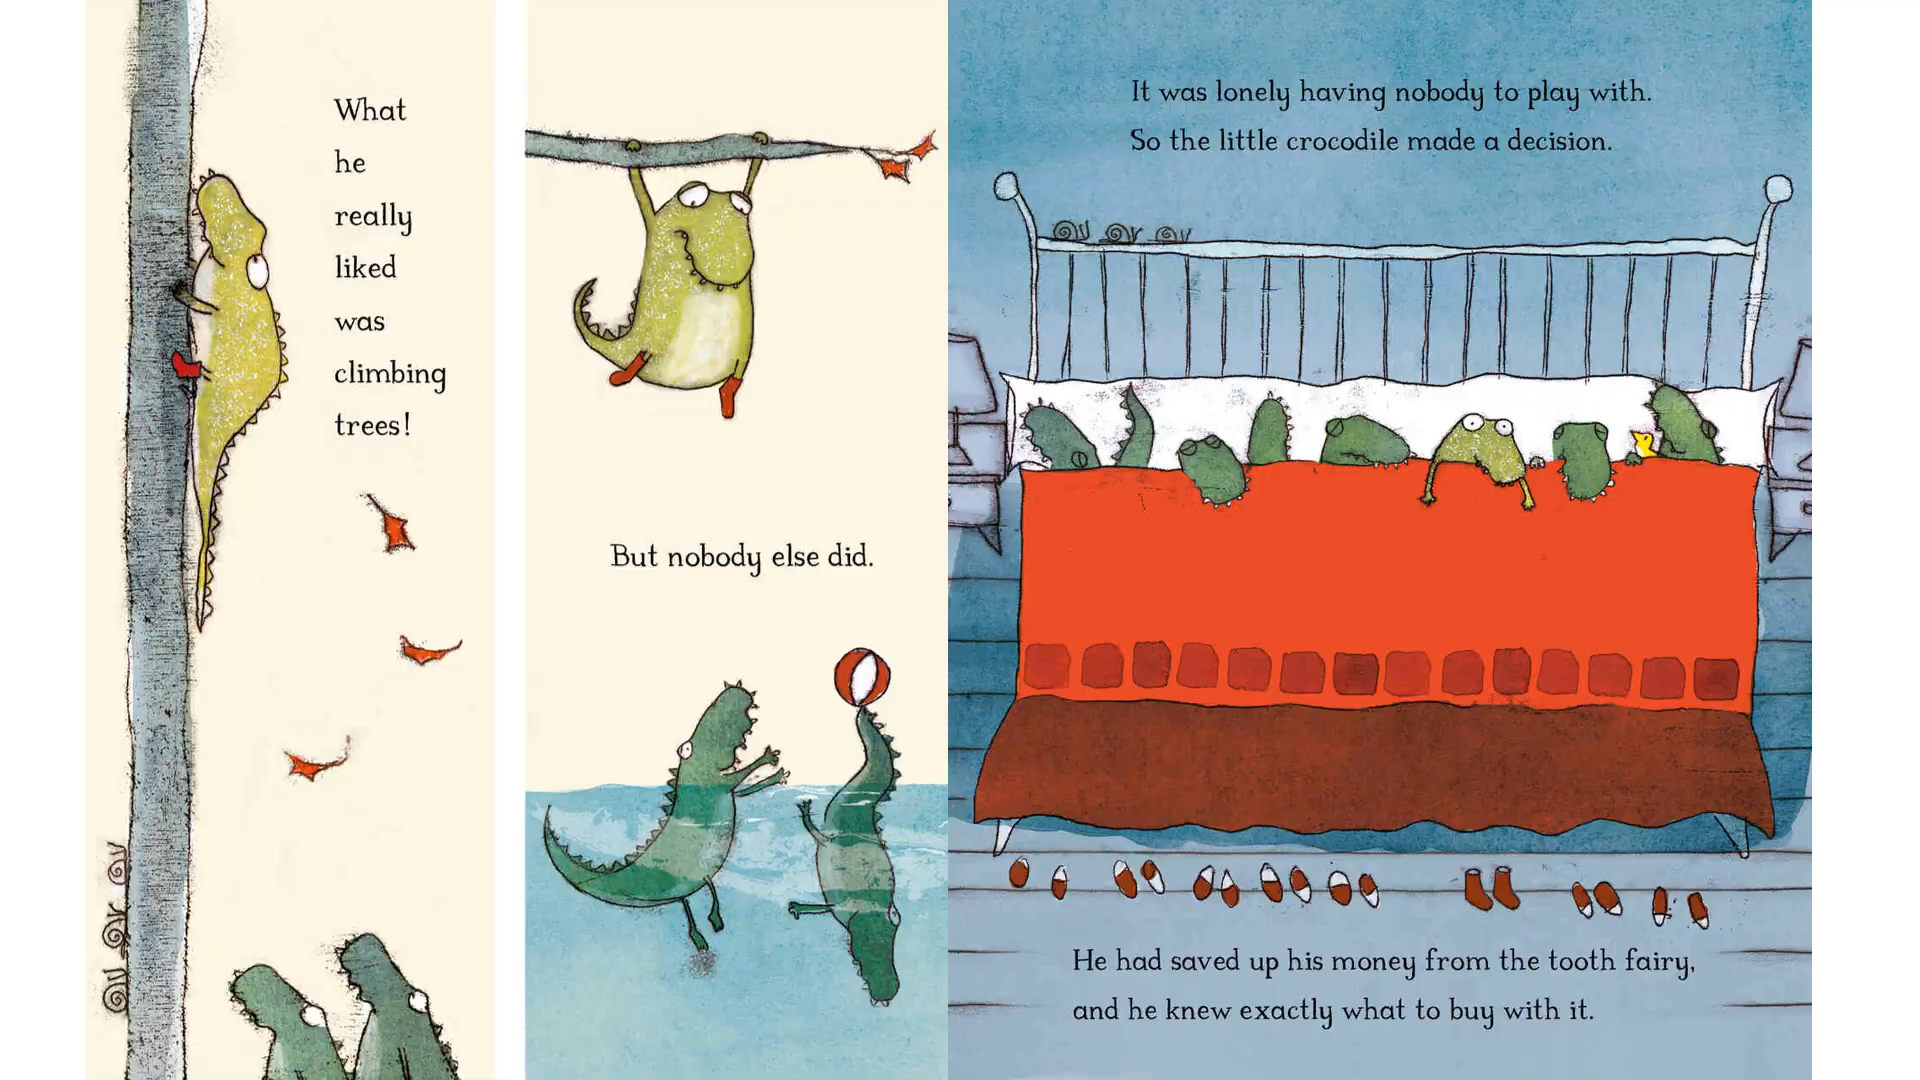 What
he
really
liked
was
climbing
trees!
But nobody else did.
It was lonely having nobody to play with.
So the little crocodile made a decision.
He had saved up his money from the tooth fairy,
and he knew exactly what to buy with it.